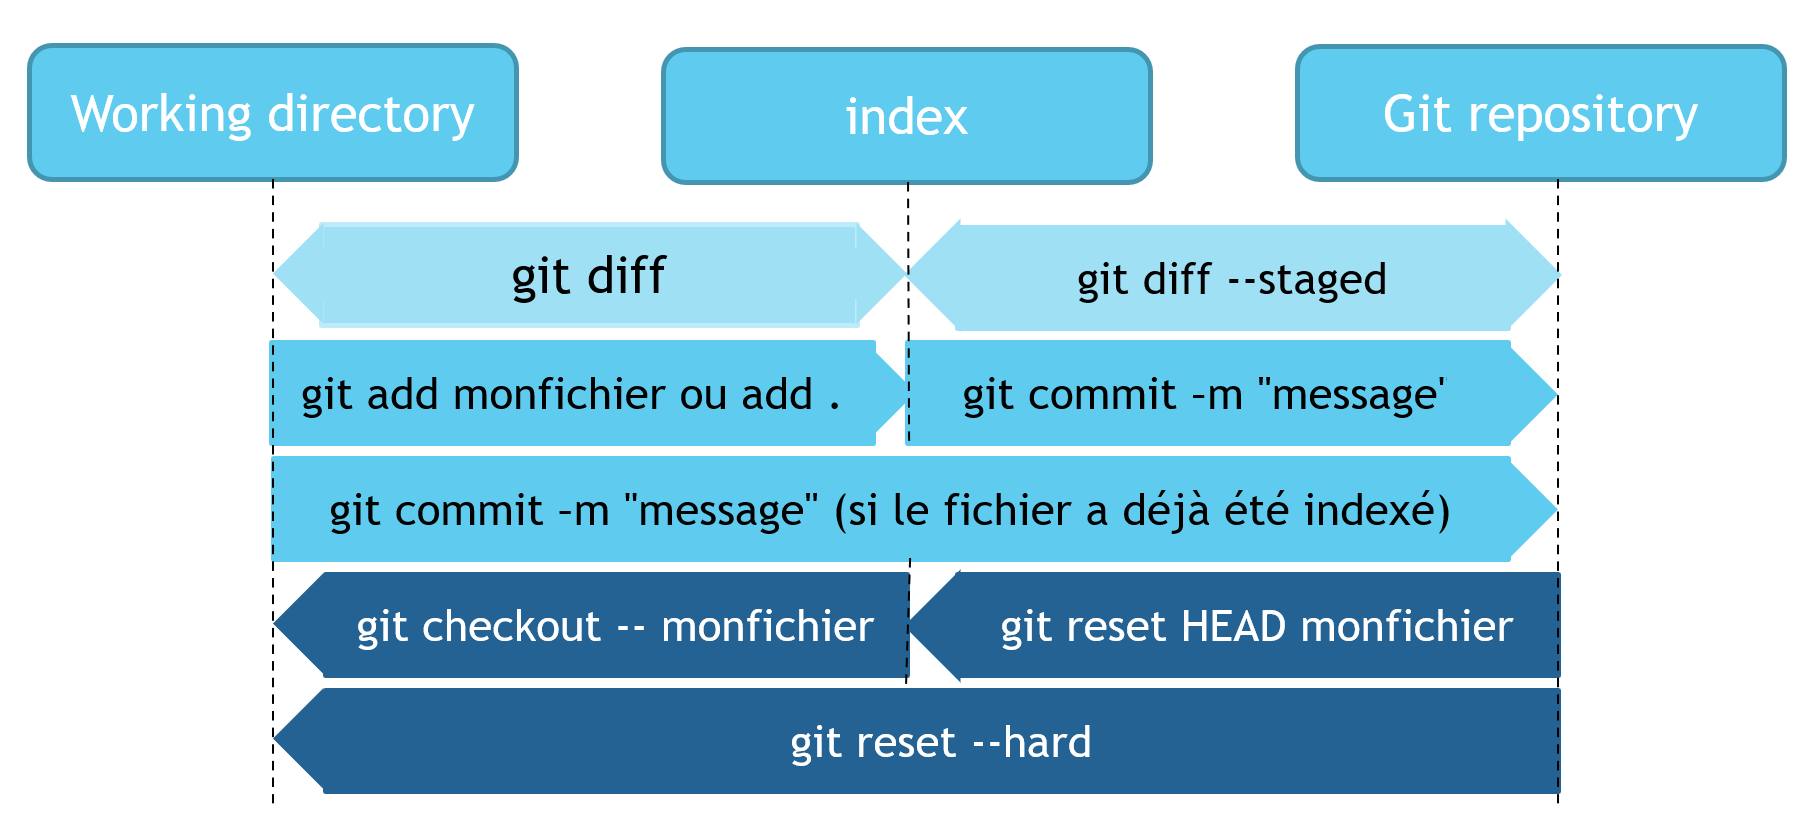 Working directory
index
Git repository
git diff
git diff --staged
git add monfichier ou add .
git commit –m "message"
git commit –m "message" (si le fichier a déjà été indexé)
git checkout -- monfichier
git reset HEAD monfichier
git reset --hard